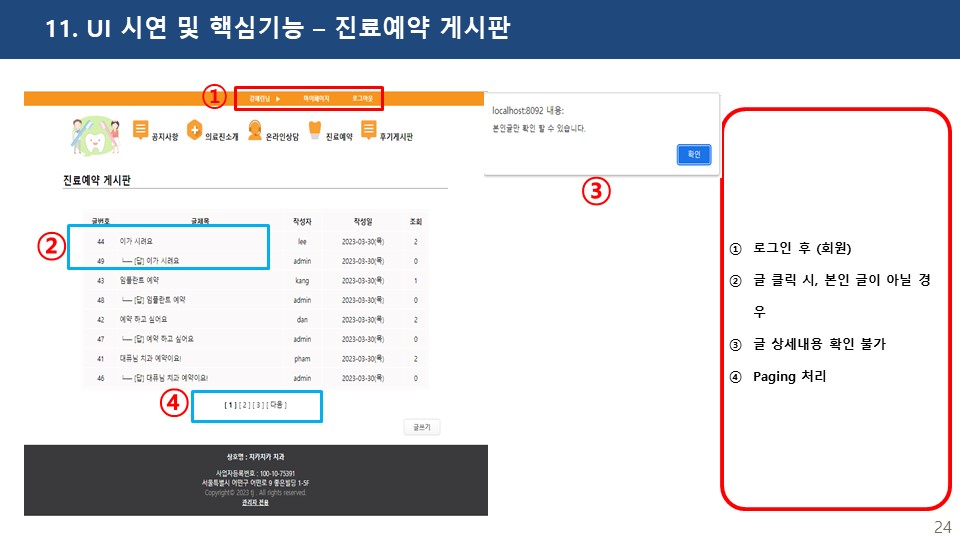 11. UI 시연 및 핵심기능 – 진료예약 게시판
①
강혜린님 ▶ 마이페이지 로그아웃
공지사항 의료진소개 온라인상담 진료예약 후기게시판
진료예약 게시판
글번호 글제목 작성자 작성일 조회
②
44 이가 시려요 lee 2023-03-30(목) 2
49 [답] 이가 시려요 admin 2023-03-30(목) 0
43 임플란트 예약 kang 2023-03-30(목) 1
48 [답] 임플란트 예약 admin 2023-03-30(목) 0
42 예약 하고 싶어요 dan 2023-03-30(목) 2
47 [답] 예약 하고 싶어요 admin 2023-03-30(목) 0
41 대퓨님 치과 예약이요! pham 2023-03-30(목) 2
46 [답] 대퓨님 치과 예약이요! admin 2023-03-30(목) 0
④
[ 1 ] [ 2 ] [ 3 ] [ 다음 ]
글쓰기
상호명 : 치카치카 치과
사업자등록번호 : 100-10-75391
서울특별시 어떤구 어떤로 9 좋은빌딩 1-5F
Copyright© 2023 tj . All rights reserved.
관리자 전용
localhost:8092 내용:
본인글만 확인 할 수 있습니다.
확인
③
① 로그인 후 (회원)
② 글 클릭 시, 본인 글이 아닐 경
우
③ 글 상세내용 확인 불가
④ Paging 처리
24